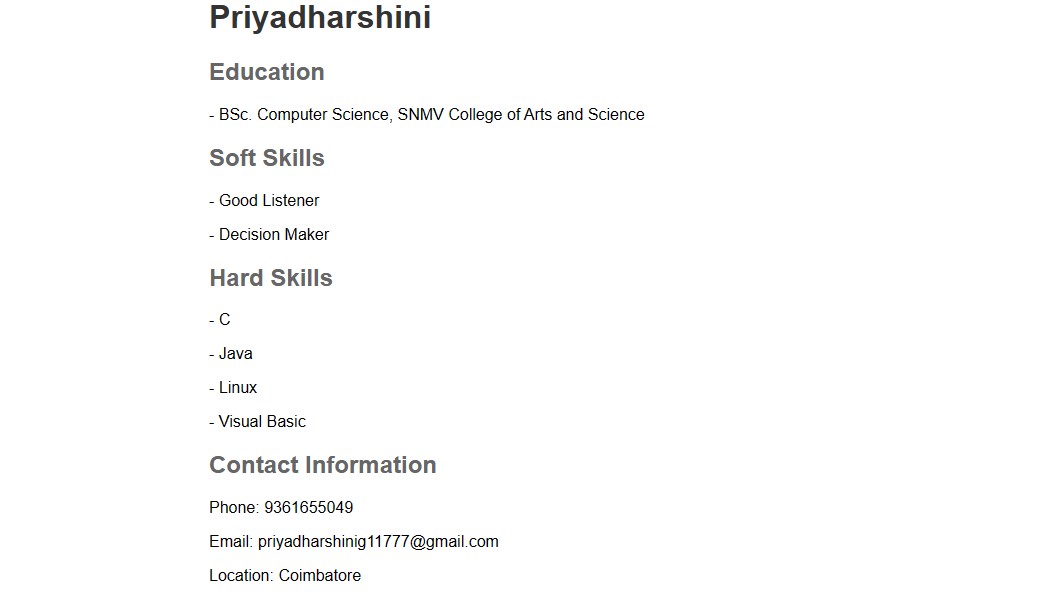 Priyadharshini
Education
- BSc. Computer Science, SNMV College of Arts and Science
Soft Skills
- Good Listener
- Decision Maker
Hard Skills
- C
- Java
- Linux
- Visual Basic
Contact Information
Phone: 9361655049
Email: priyadharshinig11777@gmail.com
Location: Coimbatore